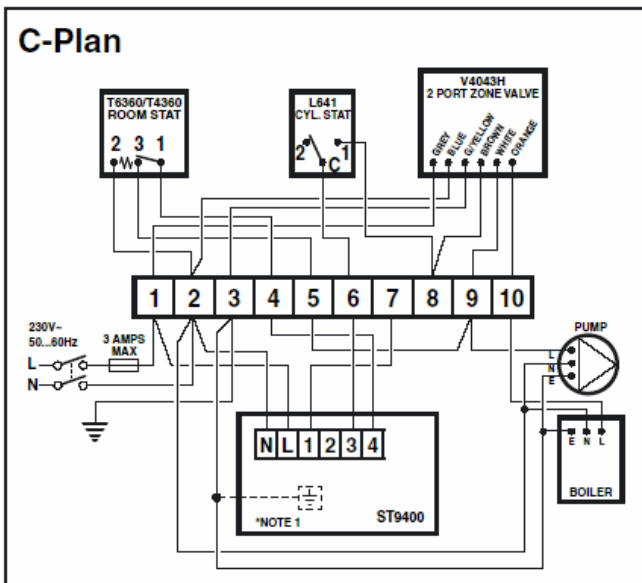 C-Plan
T6360/T4360
ROOM STAT
2 3 1
L641
CYL. STAT
2 C 1
V4043H
2 PORT ZONE VALVE
GREY
BLUE
G/YELLOW
BROWN
WHITE
ORANGE
1 2 3 4 5 6 7 8 9 10
230V~
50...60Hz
3 AMPS
MAX
L
N
PUMP
L
N
E
N L 1 2 3 4
E N L
BOILER
*NOTE 1
ST9400